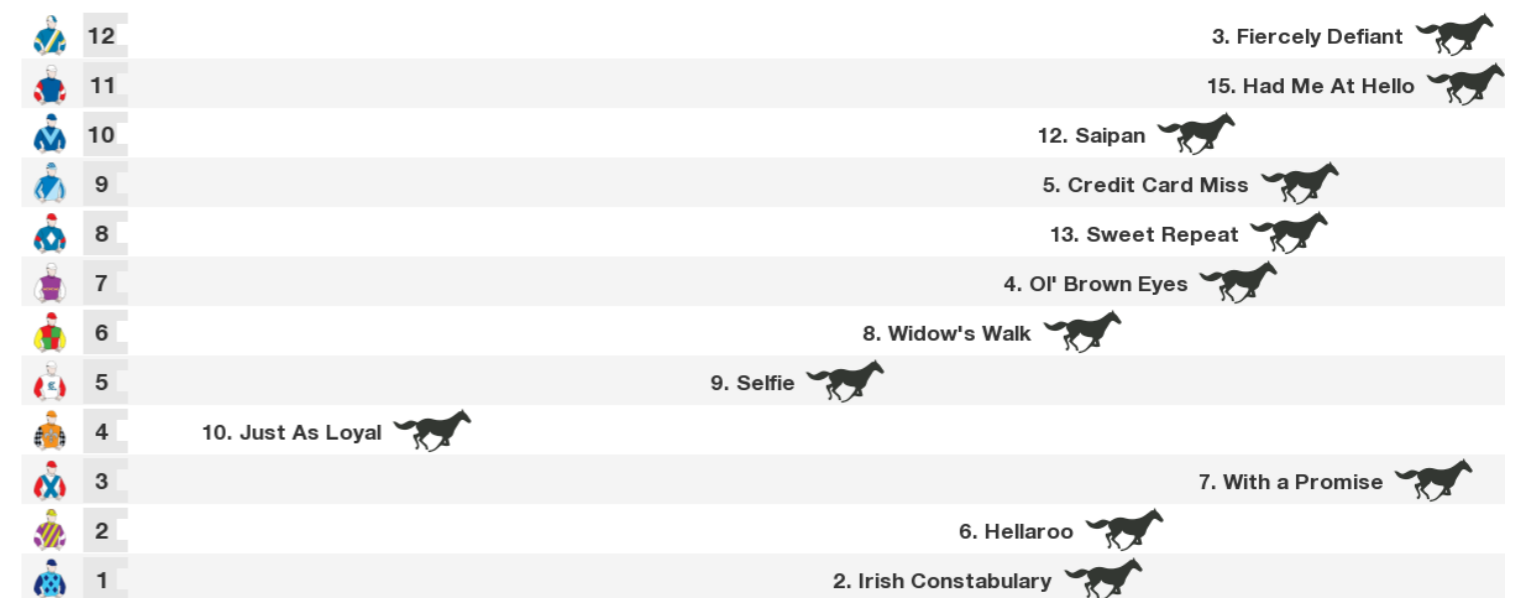 12 3. Fiercely Defiant
11 15. Had Me At Hello
10 12. Saipan
9 5. Credit Card Miss
8 13. Sweet Repeat
7 4. Ol' Brown Eyes
6 8. Widow's Walk
5 9. Selfie
4 10. Just As Loyal
3 7. With a Promise
2 6. Hellaroo
1 2. Irish Constabulary